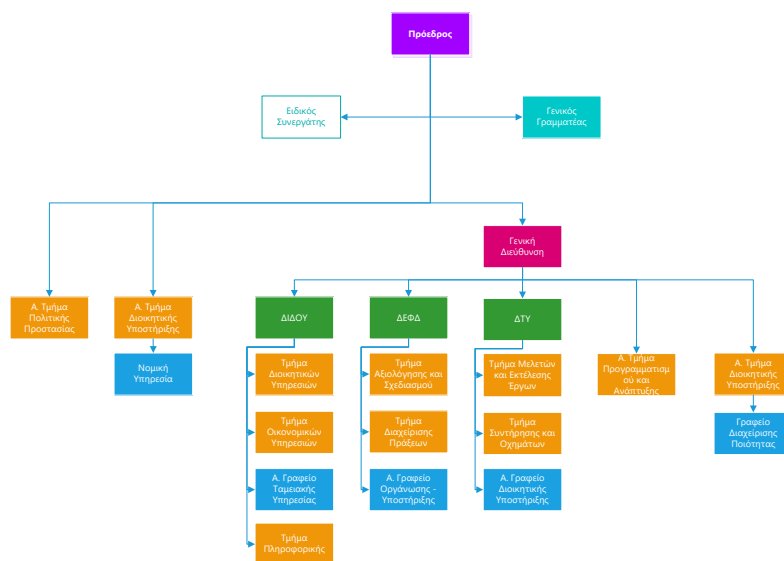 Πρόεδρος
Ειδικός
Συνεργάτης
Γενικός
Γραμματέας
Γενική
Διεύθυνση
Α. Τμήμα
Πολιτικής
Προστασίας
Α. Τμήμα
Διοικητικής
Υποστήριξης
ΔΙΔΟΥ
ΔΕΦΔ
ΔΤΥ
Α. Τμήμα
Προγραμματισμ
ού και
Ανάπτυξης
Α. Τμήμα
Διοικητικής
Υποστήριξης
Νομική
Υπηρεσία
Τμήμα
Διοικητικών
Υπηρεσιών
Τμήμα
Αξιολόγησης και
Σχεδιασμού
Τμήμα Μελετών
και Εκτέλεσης
Έργων
Γραφείο
Διαχείρισης
Ποιότητας
Τμήμα
Οικονομικών
Υπηρεσιών
Τμήμα
Διαχείρισης
Πράξεων
Τμήμα
Συντήρησης και
Οχημάτων
Α. Γραφείο
Ταμειακής
Υπηρεσίας
Α. Γραφείο
Οργάνωσης -
Υποστήριξης
Α. Γραφείο
Διοικητικής
Υποστήριξης
Τμήμα
Πληροφορικής